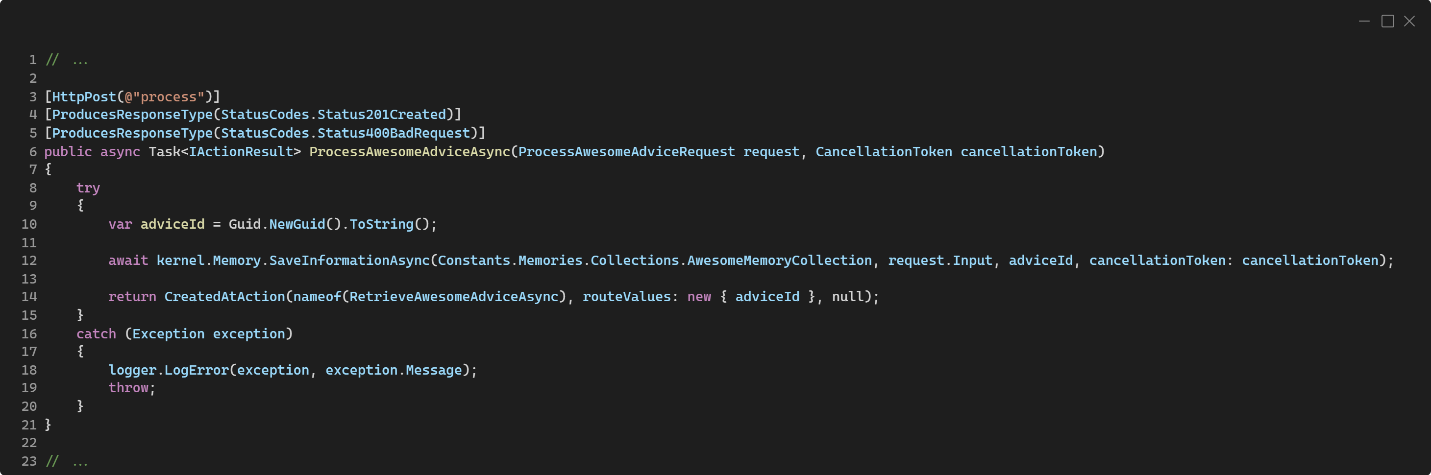 1 // ...
2
3 [HttpPost(@"process")]
4 [ProducesResponseType(StatusCodes.Status201Created)]
5 [ProducesResponseType(StatusCodes.Status400BadRequest)]
6 public async Task<IActionResult> ProcessAwesomeAdviceAsync(ProcessAwesomeAdviceRequest request, CancellationToken cancellationToken)
7 {
8     try
9     {
10         var adviceId = Guid.NewGuid().ToString();
11
12         await kernel.Memory.SaveInformationAsync(Constants.Memories.Collections.AwesomeMemoryCollection, request.Input, adviceId, cancellationToken: cancellationToken);
13
14         return CreatedAtAction(nameof(RetrieveAwesomeAdviceAsync), routeValues: new { adviceId }, null);
15     }
16     catch (Exception exception)
17     {
18         logger.LogError(exception, exception.Message);
19         throw;
20     }
21 }
22
23 // ...